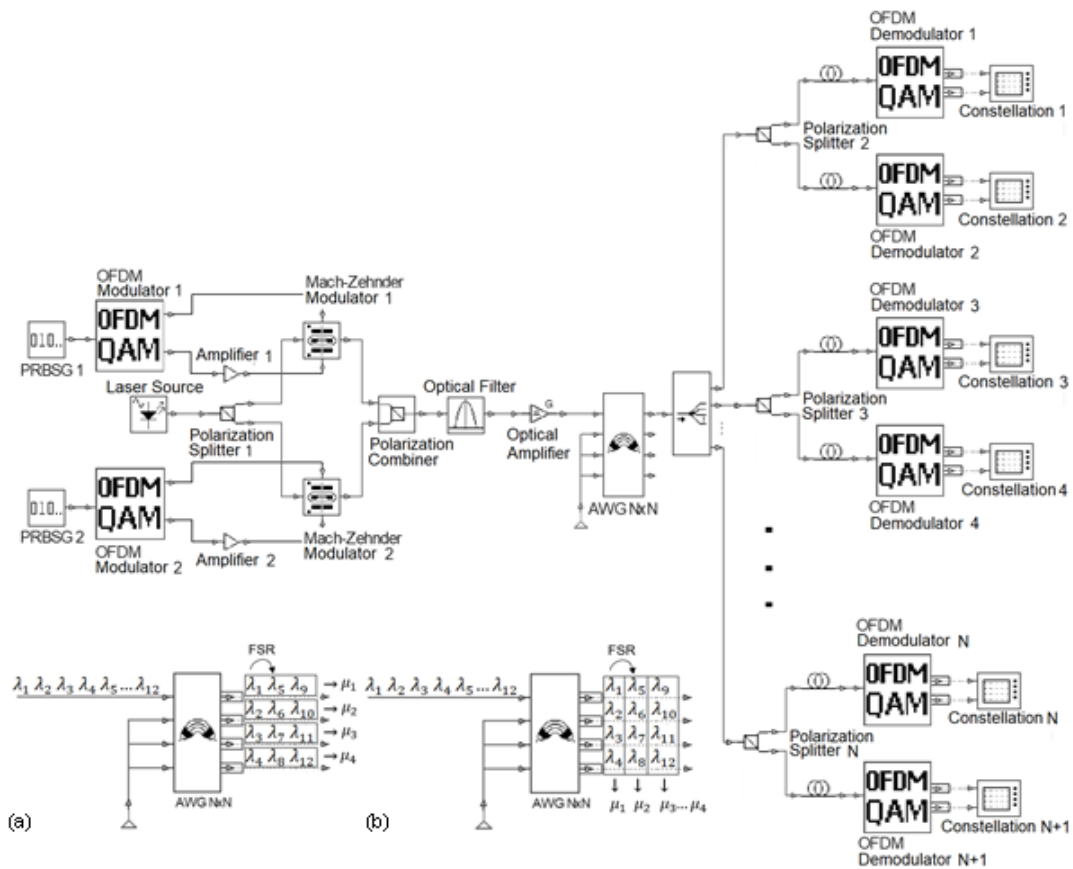 OFDM
Demodulator 1
OFDM
QAM
Constellation 1
Polarization
Splitter 2
OFDM
QAM
Constellation 2
OFDM
Demodulator 2
OFDM
Modulator 1
OFDM
QAM
010..
PRBSG 1
Amplifier 1
Mach-Zehnder
Modulator 1
Laser Source
Polarization
Splitter 1
Polarization
Combiner
Optical Filter
G
Optical
Amplifier
AWG NxN
OFDM
QAM
010..
PRBSG 2
OFDM
Modulator 2
Amplifier 2
Mach-Zehnder
Modulator 2
OFDM
Demodulator 3
OFDM
QAM
Constellation 3
Polarization
Splitter 3
OFDM
QAM
Constellation 4
OFDM
Demodulator 4
OFDM
Demodulator N
OFDM
QAM
Constellation N
Polarization
Splitter N
OFDM
QAM
Constellation N+1
OFDM
Demodulator N+1
FSR
λ1 λ2 λ3 λ4 λ5 ... λ12
λ1 λ5 λ9 → μ1
λ2 λ6 λ10 → μ2
λ3 λ7 λ11 → μ3
λ4 λ8 λ12 → μ4
AWG NxN
(a)
FSR
λ1 λ2 λ3 λ4 λ5 ... λ12
λ1 λ5 λ9
λ2 λ6 λ10
λ3 λ7 λ11
λ4 λ8 λ12
μ1 μ2 μ3 ... μ4
AWG NxN
(b)